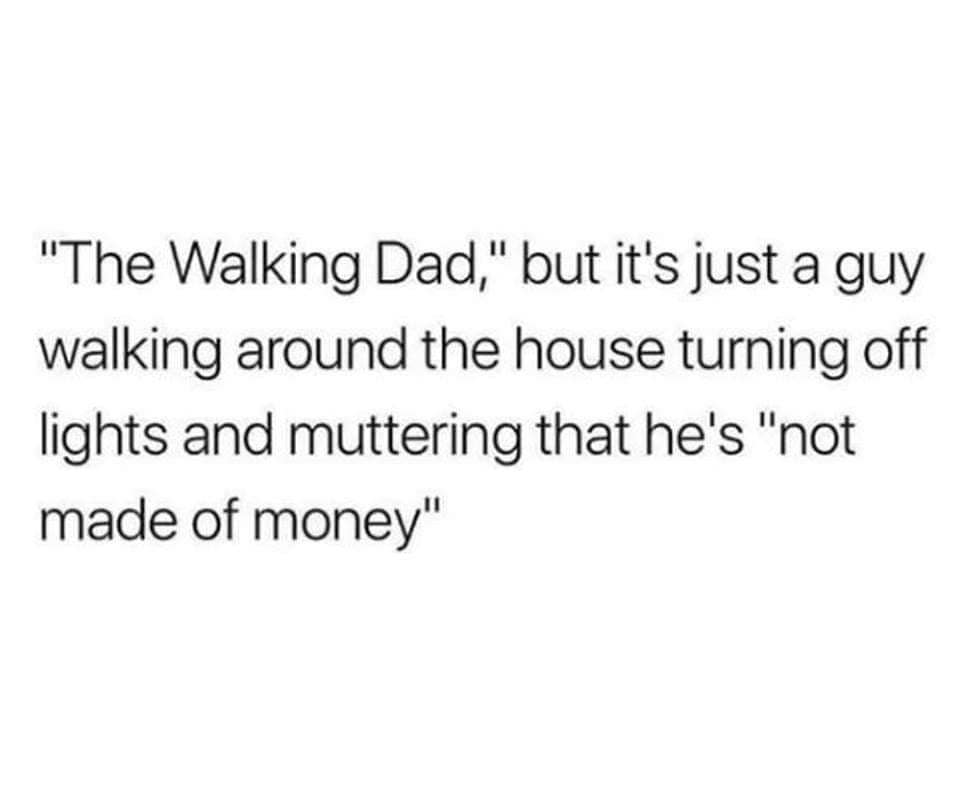 "The Walking Dad," but it's just a guy
walking around the house turning off
lights and muttering that he's "not
made of money"